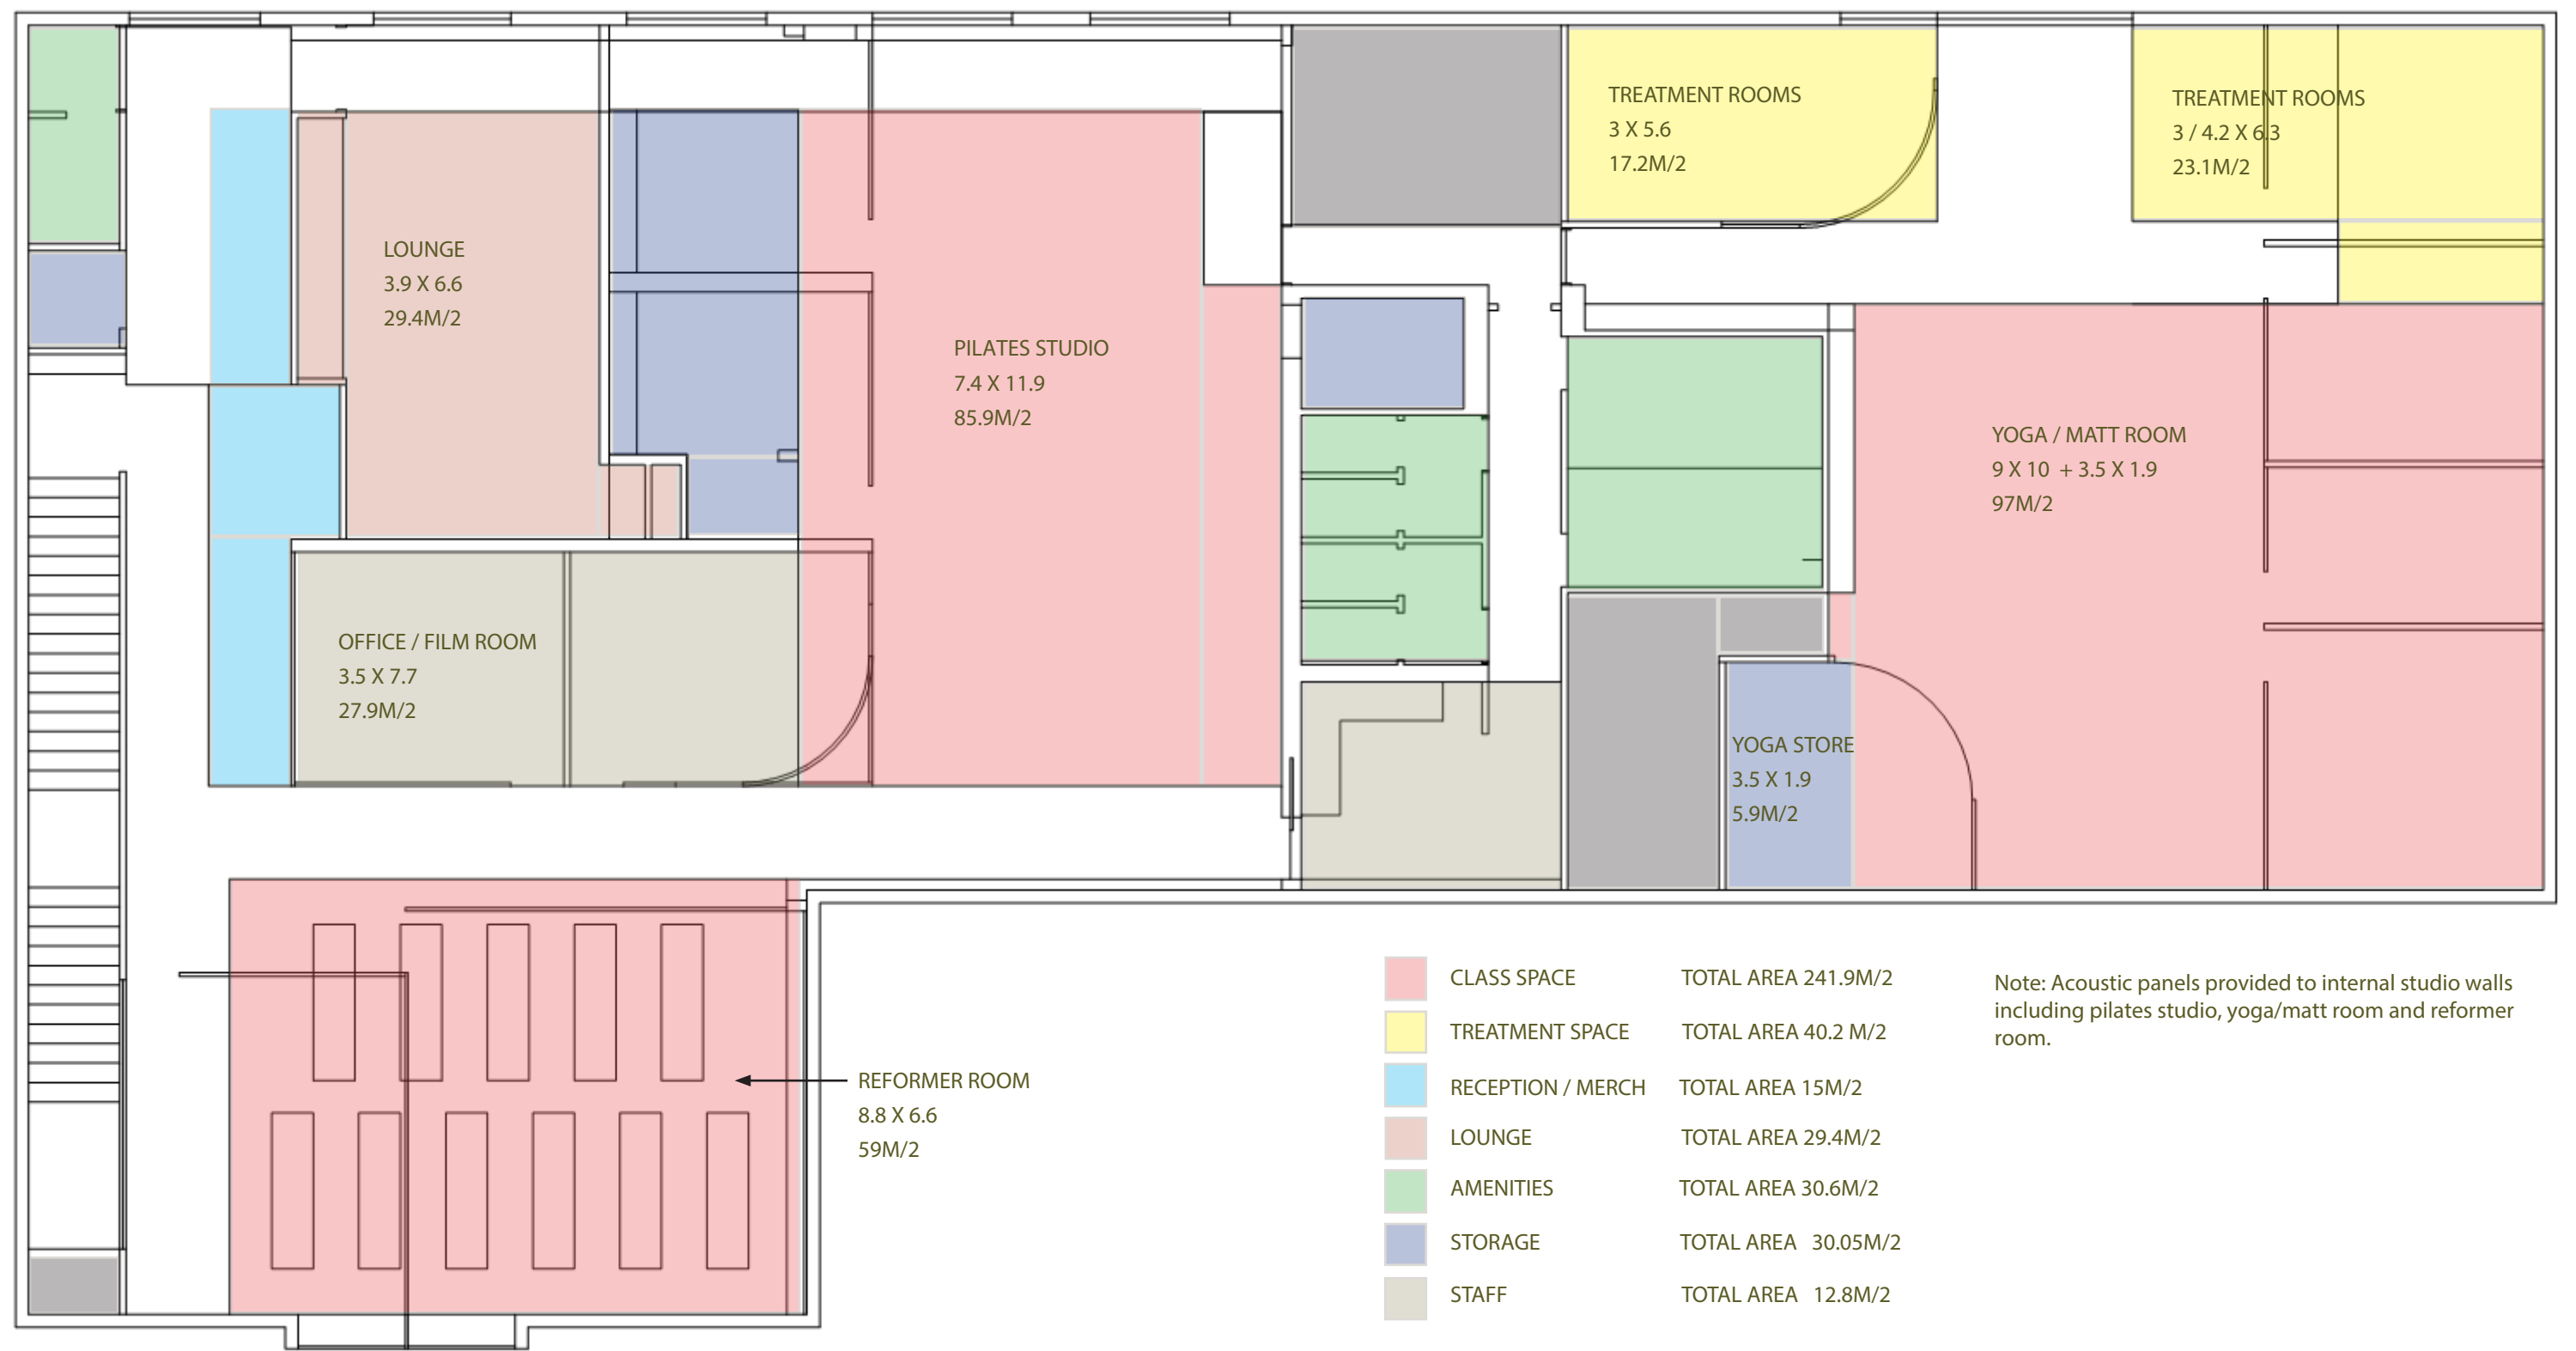 TREATMENT ROOMS
3 X 5.6
17.2M/2
TREATMENT ROOMS
3 / 4.2 X 6.3
23.1M/2
LOUNGE
3.9 X 6.6
29.4M/2
PILATES STUDIO
7.4 X 11.9
85.9M/2
YOGA / MATT ROOM
9 X 10 + 3.5 X 1.9
97M/2
OFFICE / FILM ROOM
3.5 X 7.7
27.9M/2
YOGA STORE
3.5 X 1.9
5.9M/2
REFORMER ROOM
8.8 X 6.6
59M/2
CLASS SPACE TOTAL AREA 241.9M/2
TREATMENT SPACE TOTAL AREA 40.2 M/2
RECEPTION / MERCH TOTAL AREA 15M/2
LOUNGE TOTAL AREA 29.4M/2
AMENITIES TOTAL AREA 30.6M/2
STORAGE TOTAL AREA 30.05M/2
STAFF TOTAL AREA 12.8M/2
Note: Acoustic panels provided to internal studio walls
including pilates studio, yoga/matt room and reformer
room.